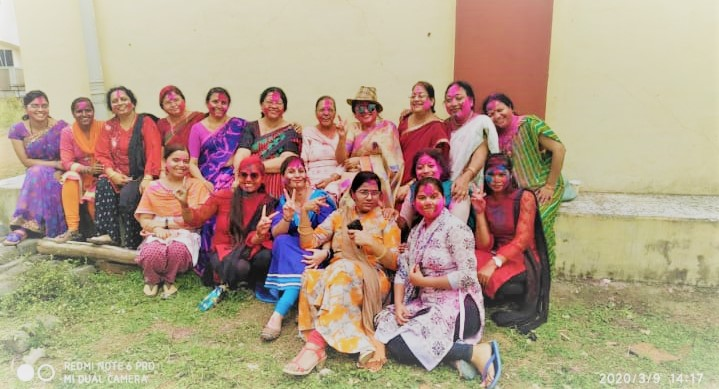 REDMI NOTE 6 PRO
MI DUAL CAMERA
2020/3/9 14:17